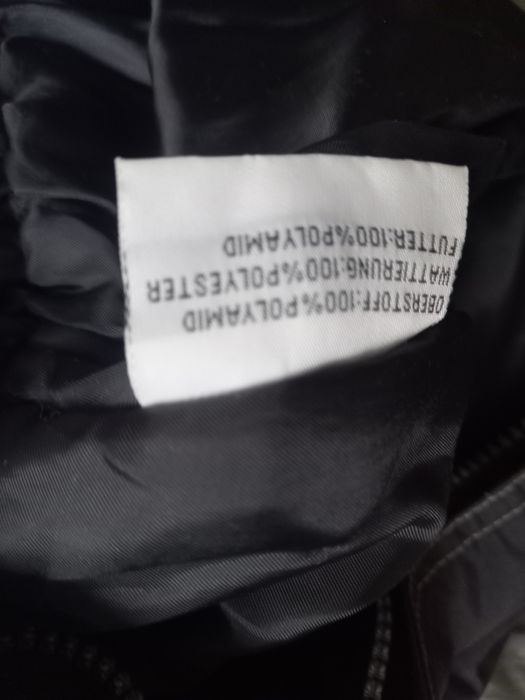 OBERSTOFF:100%POLYAMID
WATTIERUNG:100%POLYESTER
FUTTER:100%POLYAMID